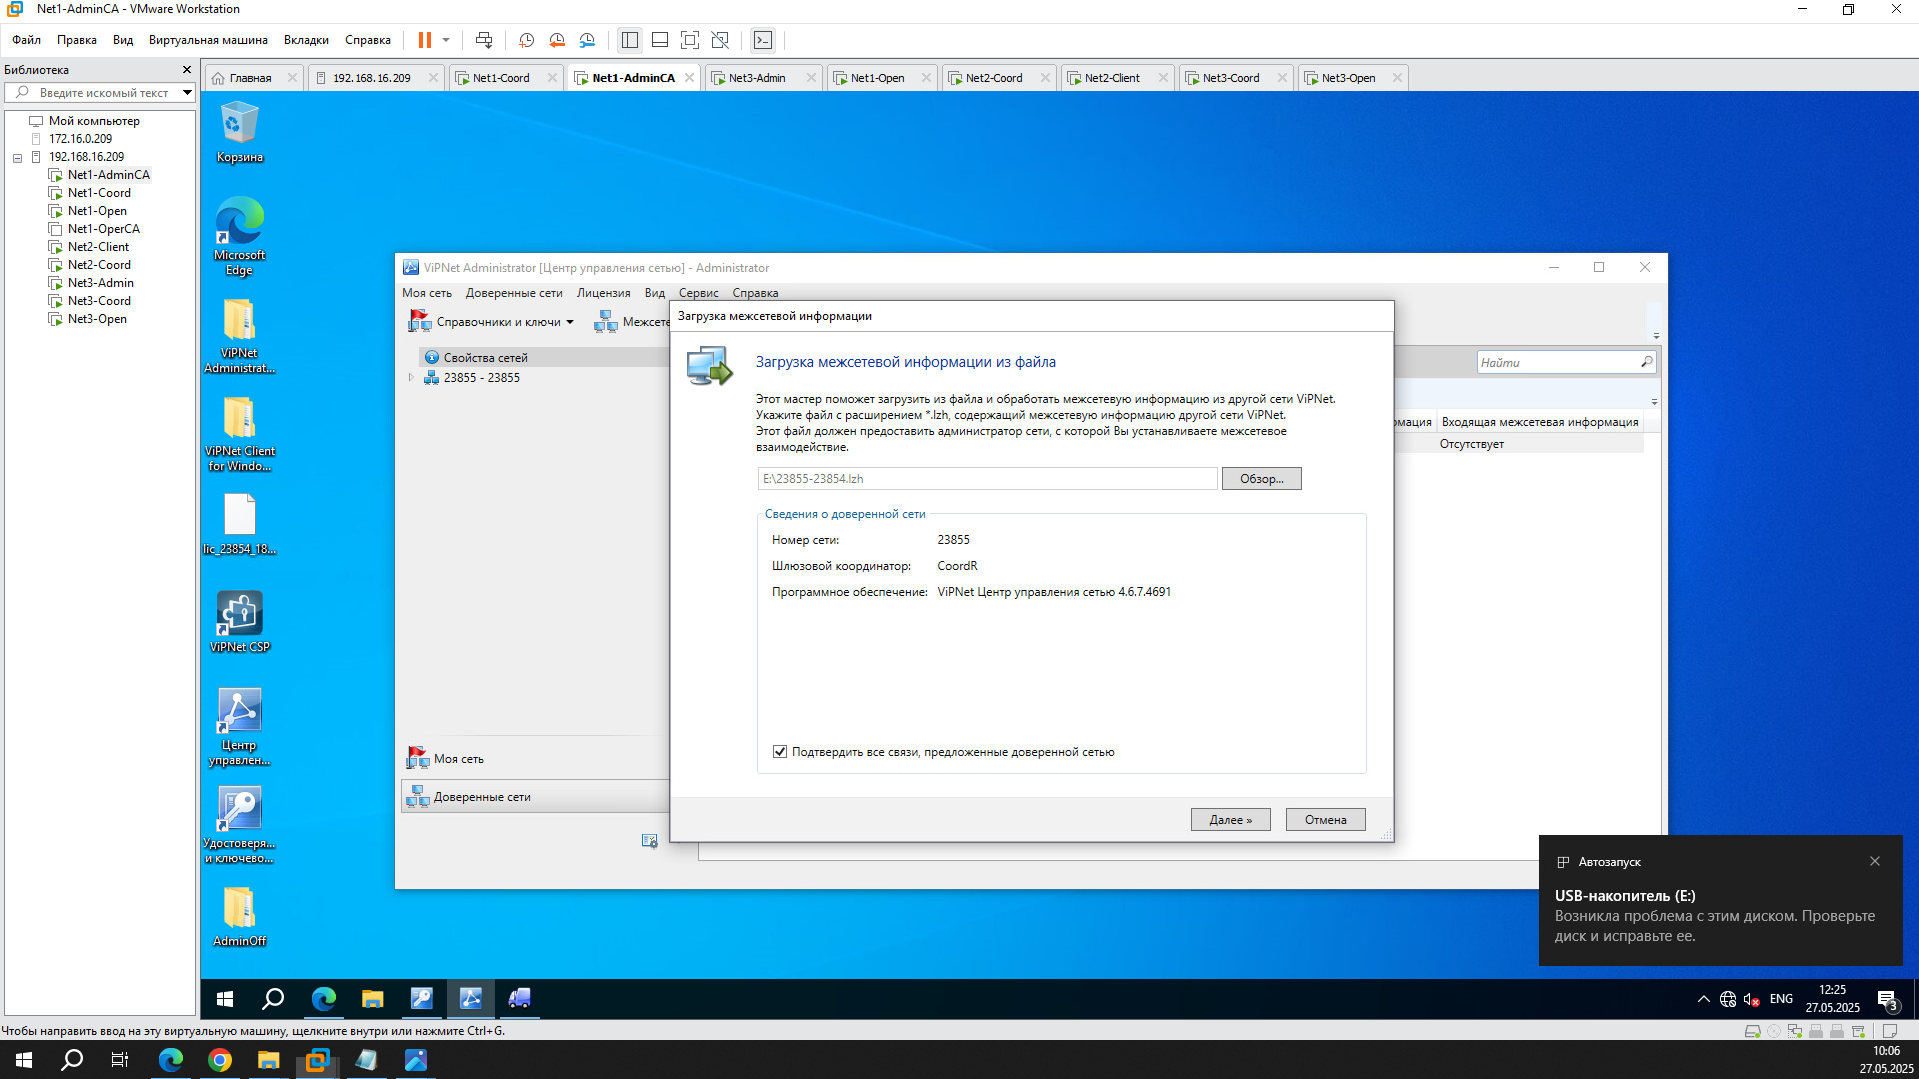 Net1-AdminCA - VMware Workstation
Файл Правка Вид Виртуальная машина Вкладки Справка
Библиотека
Введите искомый текст
Мой компьютер
172.16.0.209
192.168.16.209
Net1-AdminCA
Net1-Coord
Net1-Open
Net1-OperCA
Net2-Client
Net2-Coord
Net3-Admin
Net3-Coord
Net3-Open
Главная 192.168.16.209 Net1-Coord Net1-AdminCA Net3-Admin Net1-Open Net2-Coord Net2-Client Net3-Coord Net3-Open
Корзина
Microsoft
Edge
ViPNet
Administrat...
ViPNet Client
for Windo...
lic_23854_18...
ViPNet CSP
Центр
управлен...
Удостоверя...
и ключево...
AdminOff
ViPNet Administrator [Центр управления сетью] - Administrator
Моя сеть Доверенные сети Лицензия Вид Сервис Справка
Справочники и ключи Межсете
Свойства сетей
23855 - 23855
Моя сеть
Доверенные сети
Найти
рмация Входящая межсетевая информация
Отсутствует
Загрузка межсетевой информации
Загрузка межсетевой информации из файла
Этот мастер поможет загрузить из файла и обработать межсетевую информацию из другой сети ViPNet.
Укажите файл с расширением *.lzh, содержащий межсетевую информацию другой сети ViPNet.
Этот файл должен предоставить администратор сети, с которой Вы устанавливаете межсетевое
взаимодействие.
E:\23855-23854.lzh Обзор...
Сведения о доверенной сети
Номер сети: 23855
Шлюзовой координатор: CoordR
Программное обеспечение: ViPNet Центр управления сетью 4.6.7.4691
Подтвердить все связи, предложенные доверенной сетью
Далее » Отмена
Автозапуск
USB-накопитель (E:)
Возникла проблема с этим диском. Проверьте
диск и исправьте ее.
ENG 12:25
27.05.2025
3
Чтобы направить ввод на эту виртуальную машину, щелкните внутри или нажмите Ctrl+G.
10:06
27.05.2025